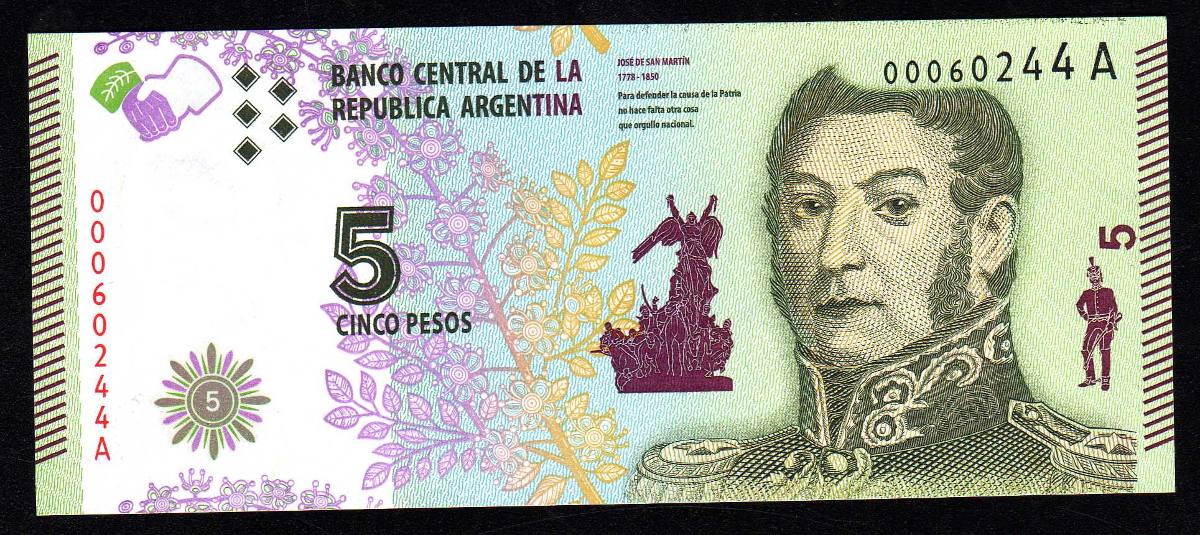 BANCO CENTRAL DE LA
REPUBLICA ARGENTINA
JOSÉ DE SAN MARTÍN
1778 - 1850
Para defender la causa de la Patria
no hace falta otra cosa
que orgullo nacional.
00060244A
00060244A
5
CINCO PESOS
5
5